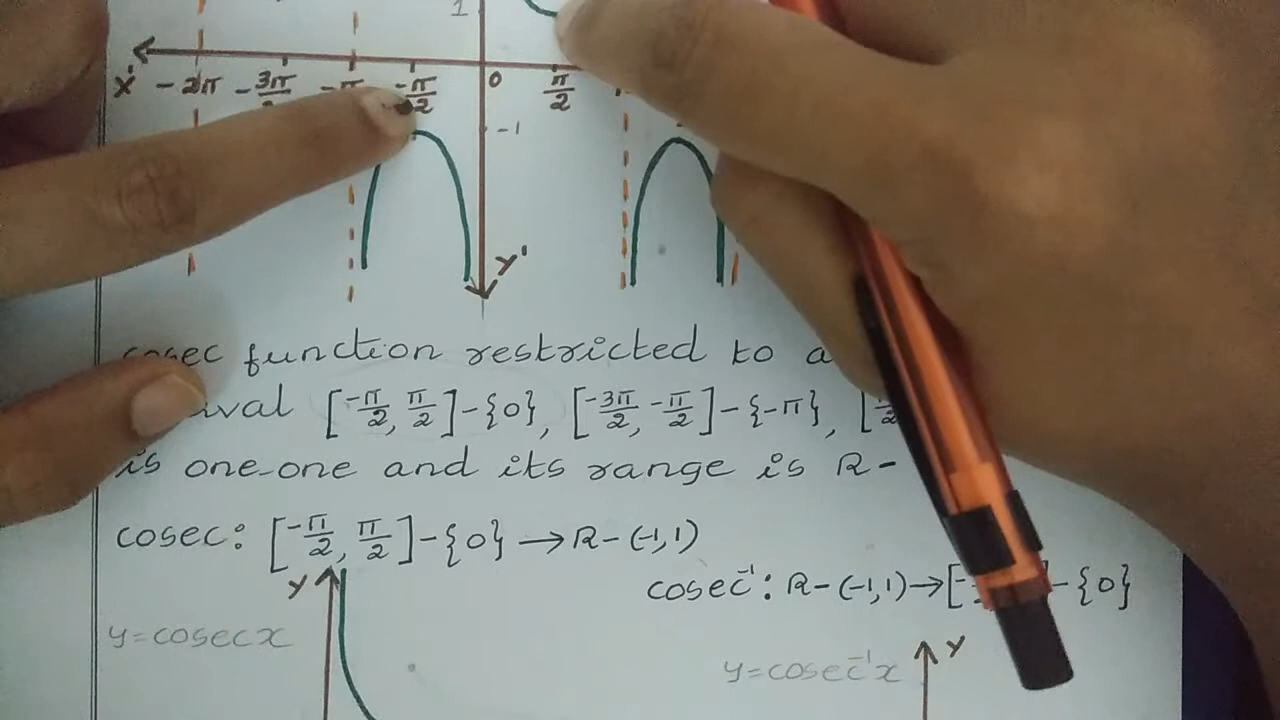 1
X' -2π -3π/2 -π -π/2 0 π/2
-1
Y'
cosec function restricted to a
[-π/2, π/2]-{0}, [-3π/2, -π/2]-{-π}, [
is one-one and its range is R-
cosec: [-π/2, π/2]-{0} → R-(-1,1)
cosec⁻¹: R-(-1,1) → [- ]-{0}
Y
y=cosecx
Y
y=cosec⁻¹x